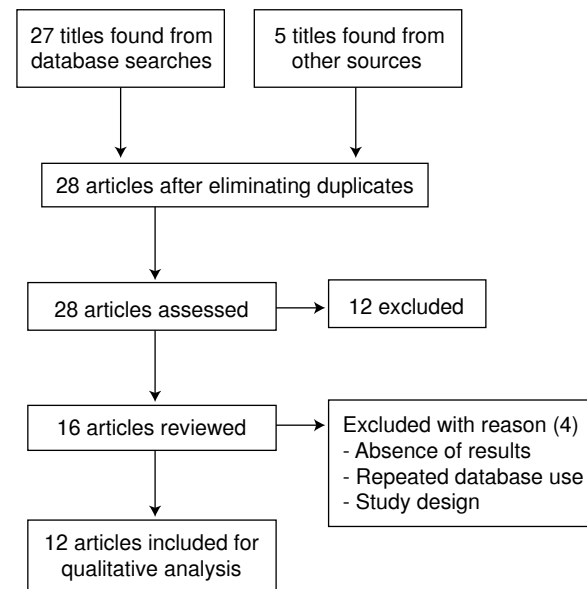 27 titles found from
database searches
5 titles found from
other sources
28 articles after eliminating duplicates
28 articles assessed
12 excluded
16 articles reviewed
Excluded with reason (4)
- Absence of results
- Repeated database use
- Study design
12 articles included for
qualitative analysis